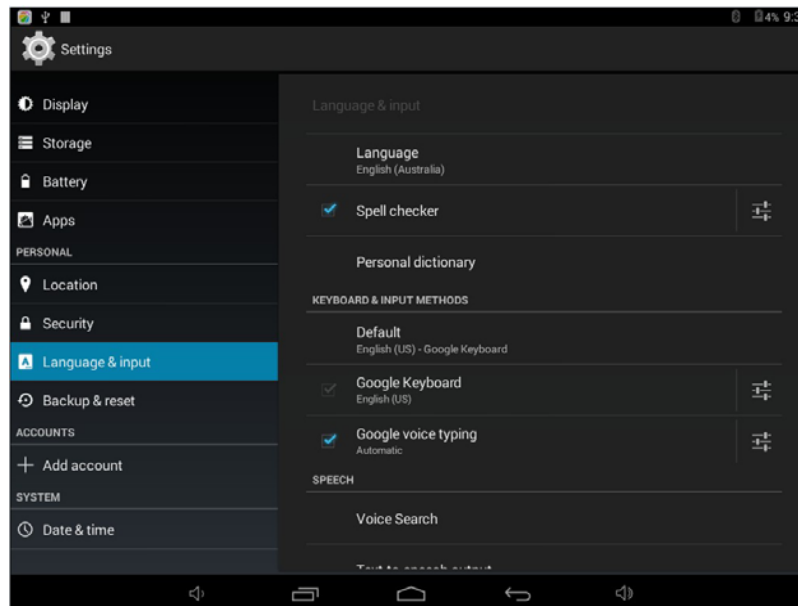 4% 9:3
Settings
Display
Storage
Battery
Apps
PERSONAL
Location
Security
Language & input
Backup & reset
ACCOUNTS
Add account
SYSTEM
Date & time
Language & input
Language
English (Australia)
Spell checker
Personal dictionary
KEYBOARD & INPUT METHODS
Default
English (US) - Google Keyboard
Google Keyboard
English (US)
Google voice typing
Automatic
SPEECH
Voice Search